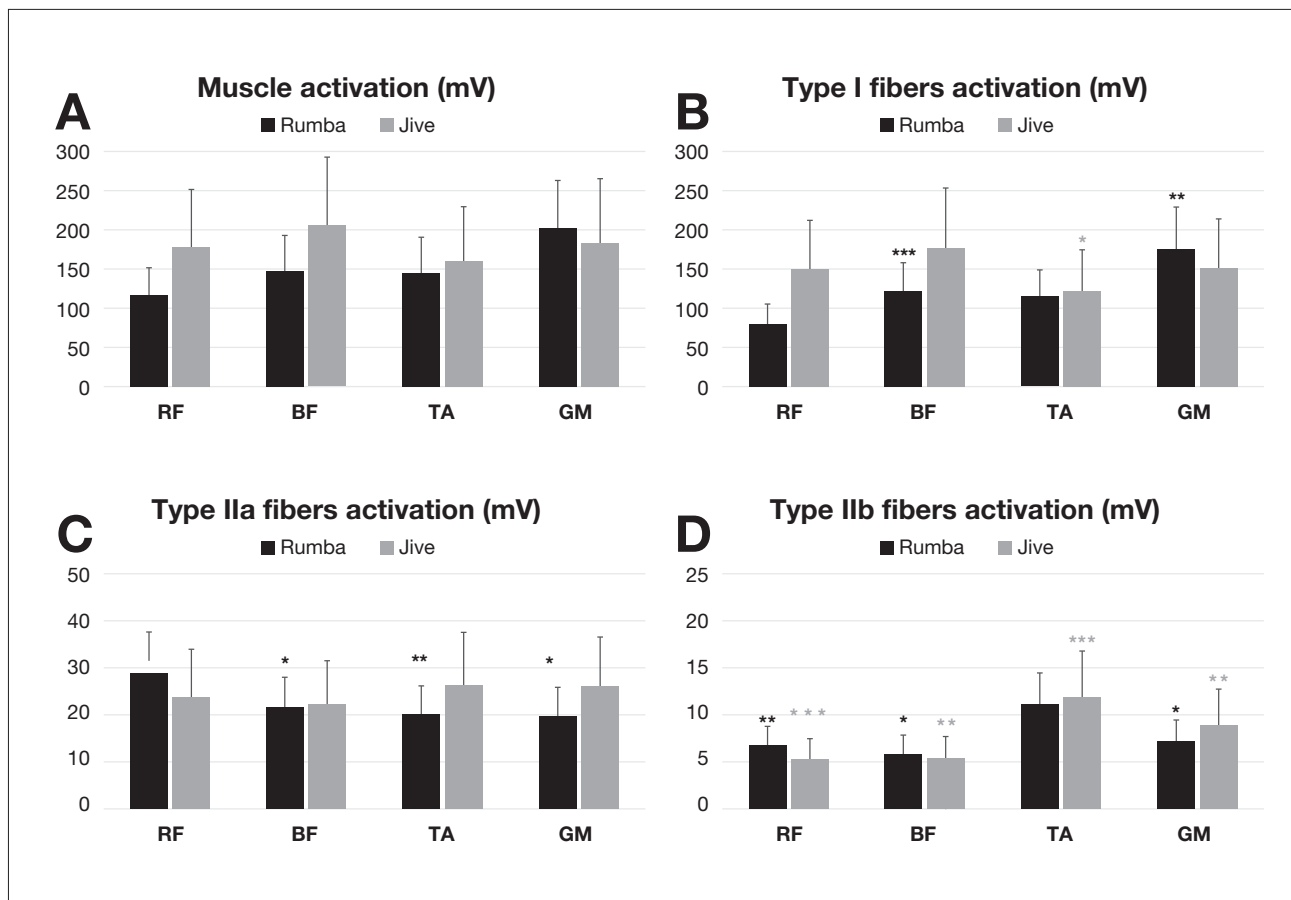 A
Muscle activation (mV)
Rumba Jive
300
250
200
150
100
50
0
RF BF TA GM
B
Type I fibers activation (mV)
Rumba Jive
300
250
200
150
100
50
0
*** * **
RF BF TA GM
C
Type IIa fibers activation (mV)
Rumba Jive
50
40
30
20
10
0
* ** *
RF BF TA GM
D
Type IIb fibers activation (mV)
Rumba Jive
25
20
15
10
5
0
** *** * ** *** * **
RF BF TA GM